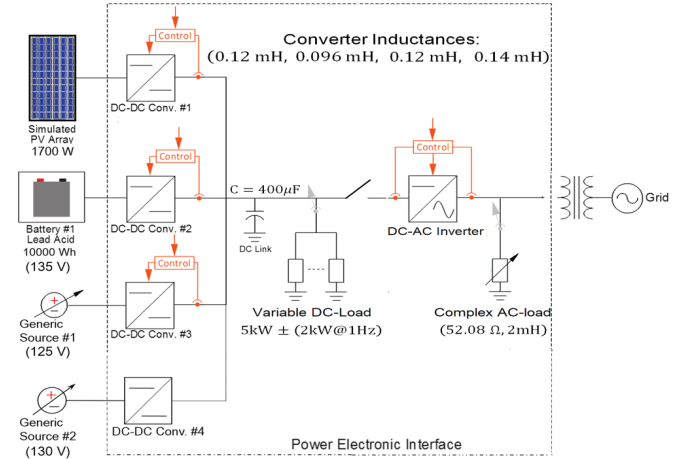 Control
Converter Inductances:
(0.12 mH, 0.096 mH, 0.12 mH, 0.14 mH)
DC-DC Conv. #1
Simulated
PV Array
1700 W
Control
C = 400μF
Control
DC-DC Conv. #2
DC Link
DC-AC Inverter
Grid
Battery #1
Lead Acid
10000 Wh
(135 V)
Control
Generic
Source #1
(125 V)
DC-DC Conv. #3
Variable DC-Load
5kW ± (2kW@1Hz)
Complex AC-load
(52.08 Ω, 2mH)
Generic
Source #2
(130 V)
DC-DC Conv. #4
Power Electronic Interface